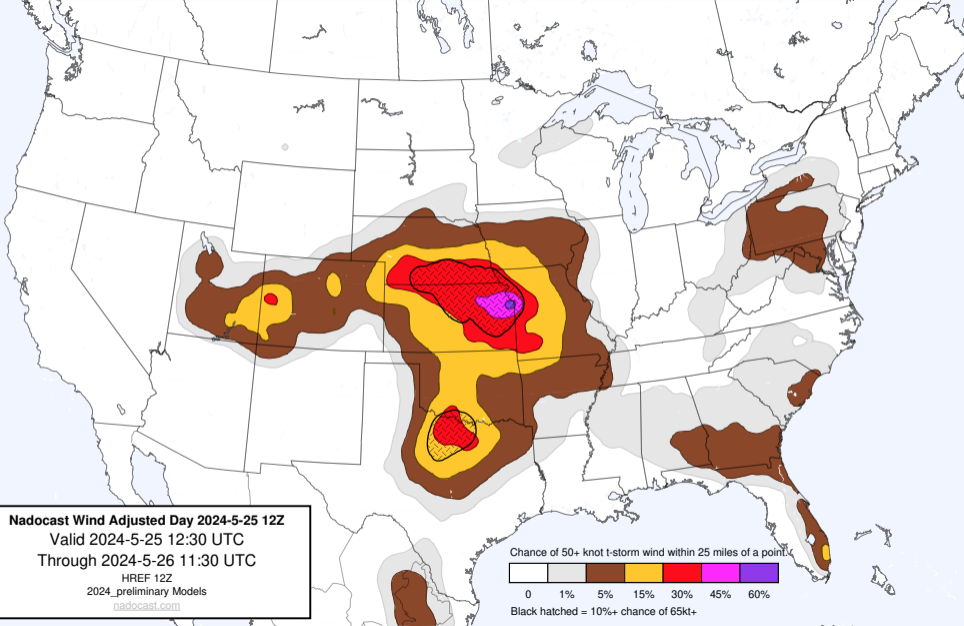 Nadocast Wind Adjusted Day 2024-5-25 12Z
Valid 2024-5-25 12:30 UTC
Through 2024-5-26 11:30 UTC
HREF 12Z
2024_preliminary Models
nadocast.com
Chance of 50+ knot t-storm wind within 25 miles of a point.
0 1% 5% 15% 30% 45% 60%
Black hatched = 10%+ chance of 65kt+